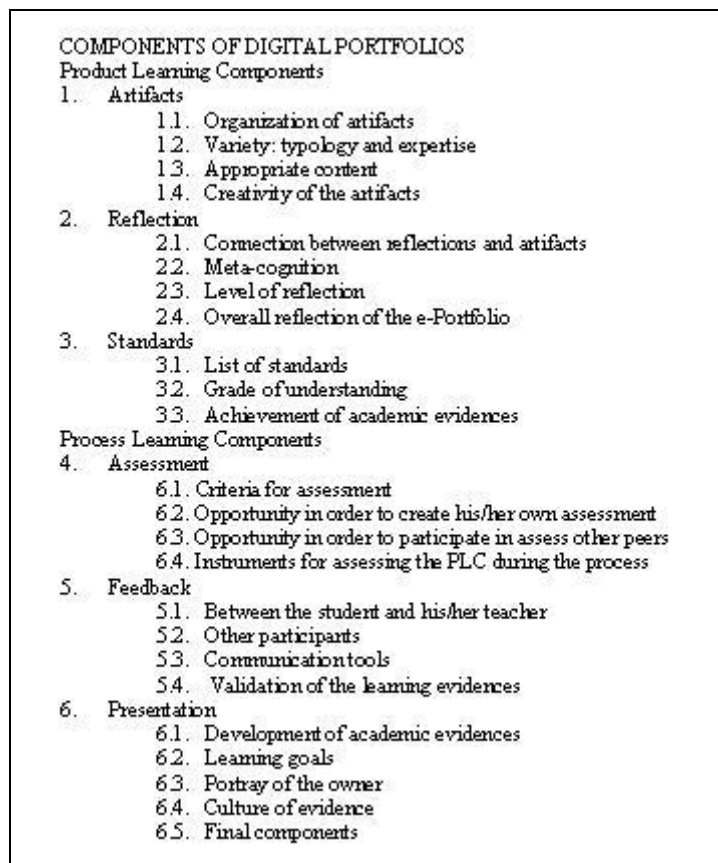 COMPONENTS OF DIGITAL PORTFOLIOS
Product Learning Components
1. Artifacts
1.1. Organization of artifacts
1.2. Variety: typology and expertise
1.3. Appropriate content
1.4. Creativity of the artifacts
2. Reflection
2.1. Connection between reflections and artifacts
2.2. Meta-cognition
2.3. Level of reflection
2.4. Overall reflection of the e-Portfolio
3. Standards
3.1. List of standards
3.2. Grade of understanding
3.3. Achievement of academic evidences
Process Learning Components
4. Assessment
6.1. Criteria for assessment
6.2. Opportunity in order to create his/her own assessment
6.3. Opportunity in order to participate in assess other peers
6.4. Instruments for assessing the PLC during the process
5. Feedback
5.1. Between the student and his/her teacher
5.2. Other participants
5.3. Communication tools
5.4. Validation of the learning evidences
6. Presentation
6.1. Development of academic evidences
6.2. Learning goals
6.3. Portray of the owner
6.4. Culture of evidence
6.5. Final components